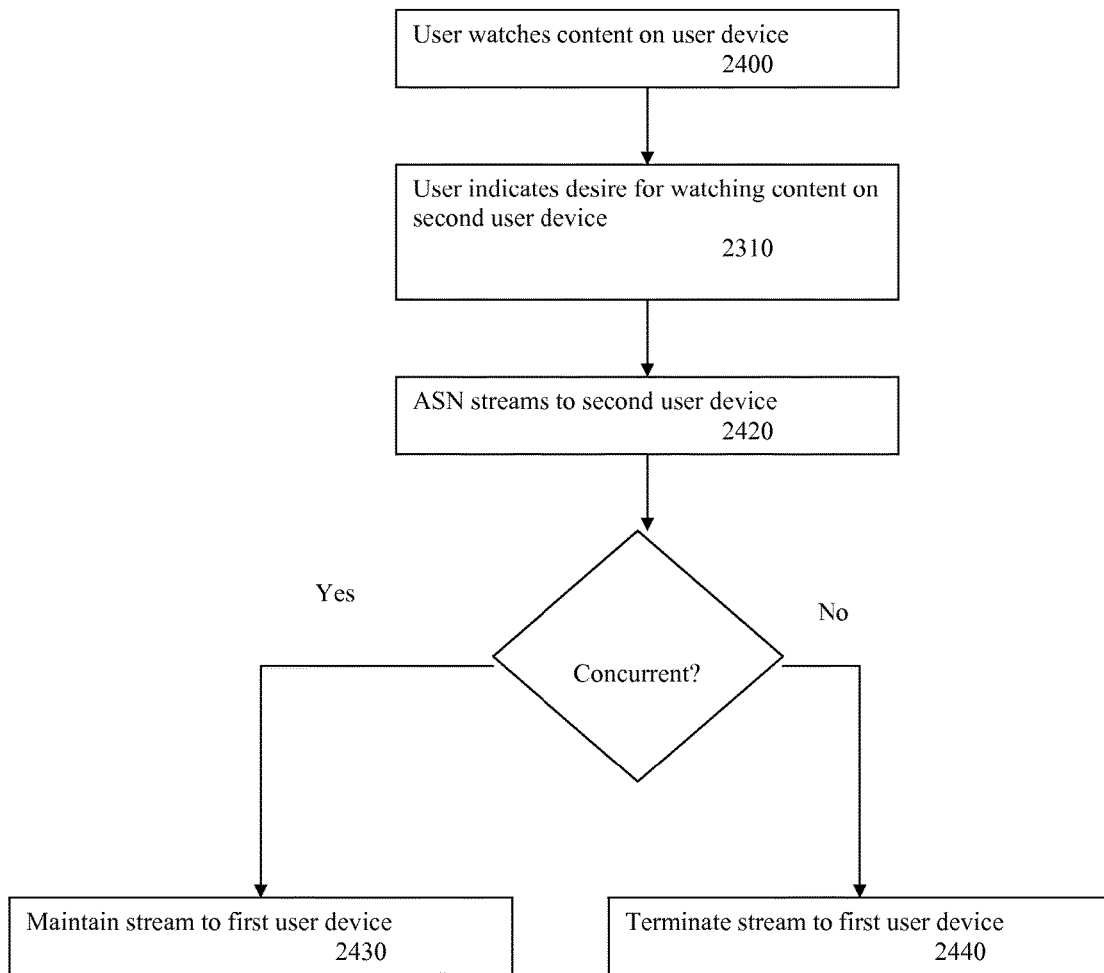 User watches content on user device
2400
User indicates desire for watching content on
second user device
2310
ASN streams to second user device
2420
Yes
No
Concurrent?
Maintain stream to first user device
2430
Terminate stream to first user device
2440